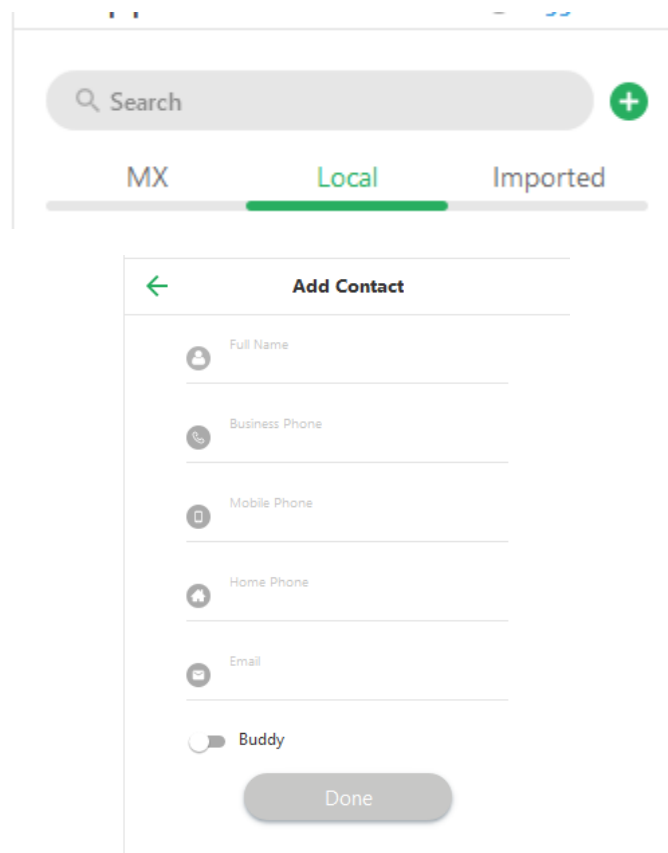 Search
MX Local Imported
Add Contact
Full Name
Business Phone
Mobile Phone
Home Phone
Email
Buddy
Done